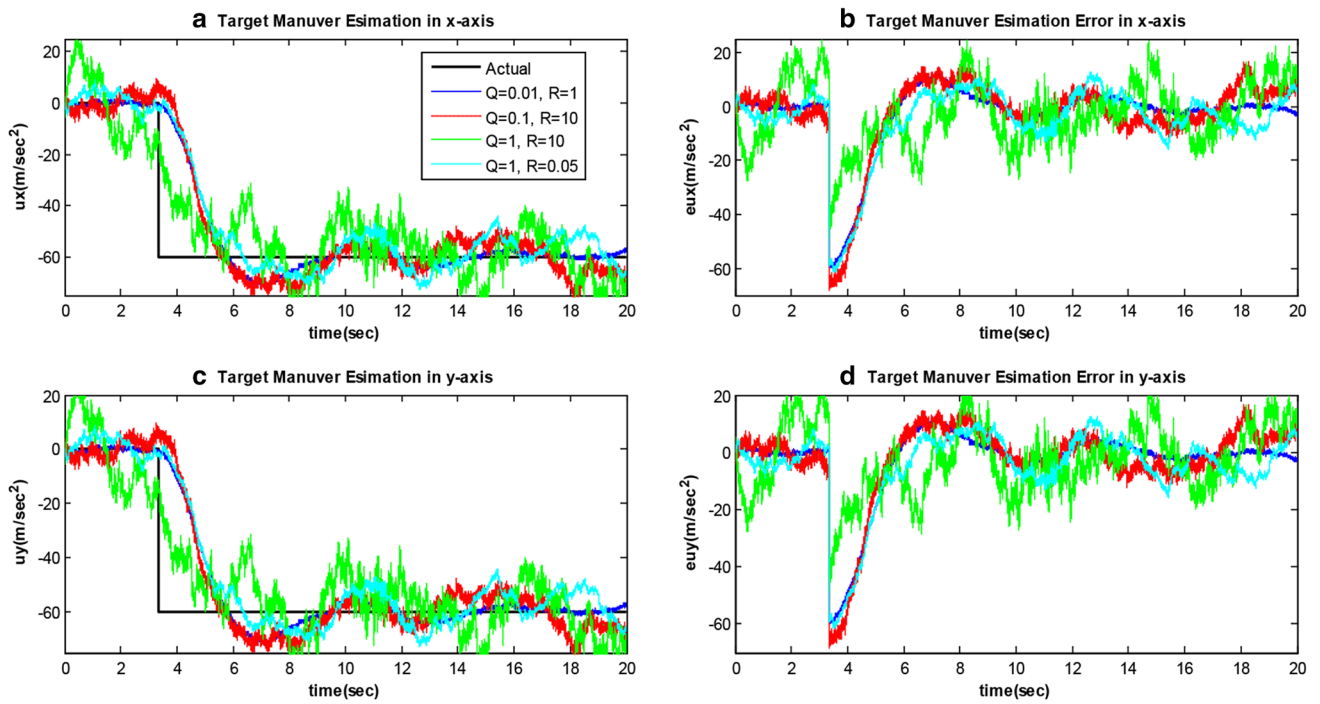 a Target Manuver Esimation in x-axis
20
0
-20
-40
-60
ux(m/sec²)
0 2 4 6 8 10 12 14 16 18 20
time(sec)
Actual
Q=0.01, R=1
Q=0.1, R=10
Q=1, R=10
Q=1, R=0.05
b Target Manuver Esimation Error in x-axis
20
0
-20
-40
-60
eux(m/sec²)
0 2 4 6 8 10 12 14 16 18 20
time(sec)
c Target Manuver Esimation in y-axis
20
0
-20
-40
-60
uy(m/sec²)
0 2 4 6 8 10 12 14 16 18 20
time(sec)
d Target Manuver Esimation Error in y-axis
20
0
-20
-40
-60
euy(m/sec²)
0 2 4 6 8 10 12 14 16 18 20
time(sec)